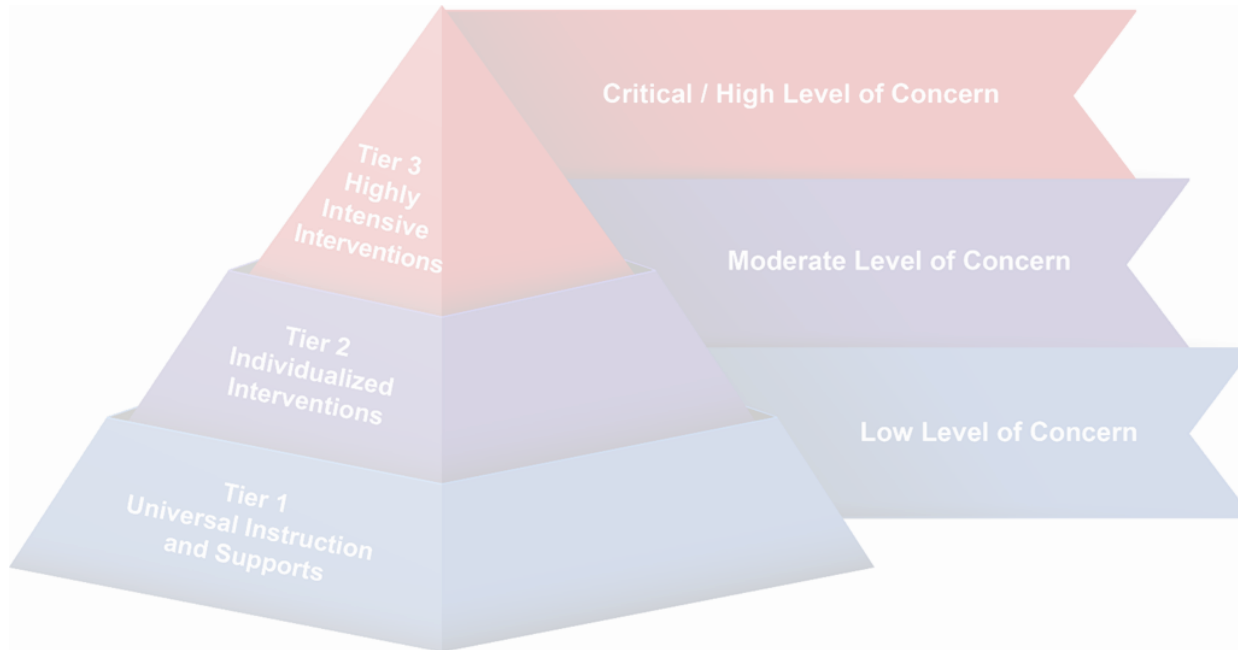 Critical / High Level of Concern
Tier 3
Highly
Intensive
Interventions
Moderate Level of Concern
Tier 2
Individualized
Interventions
Low Level of Concern
Tier 1
Universal Instruction
and Supports